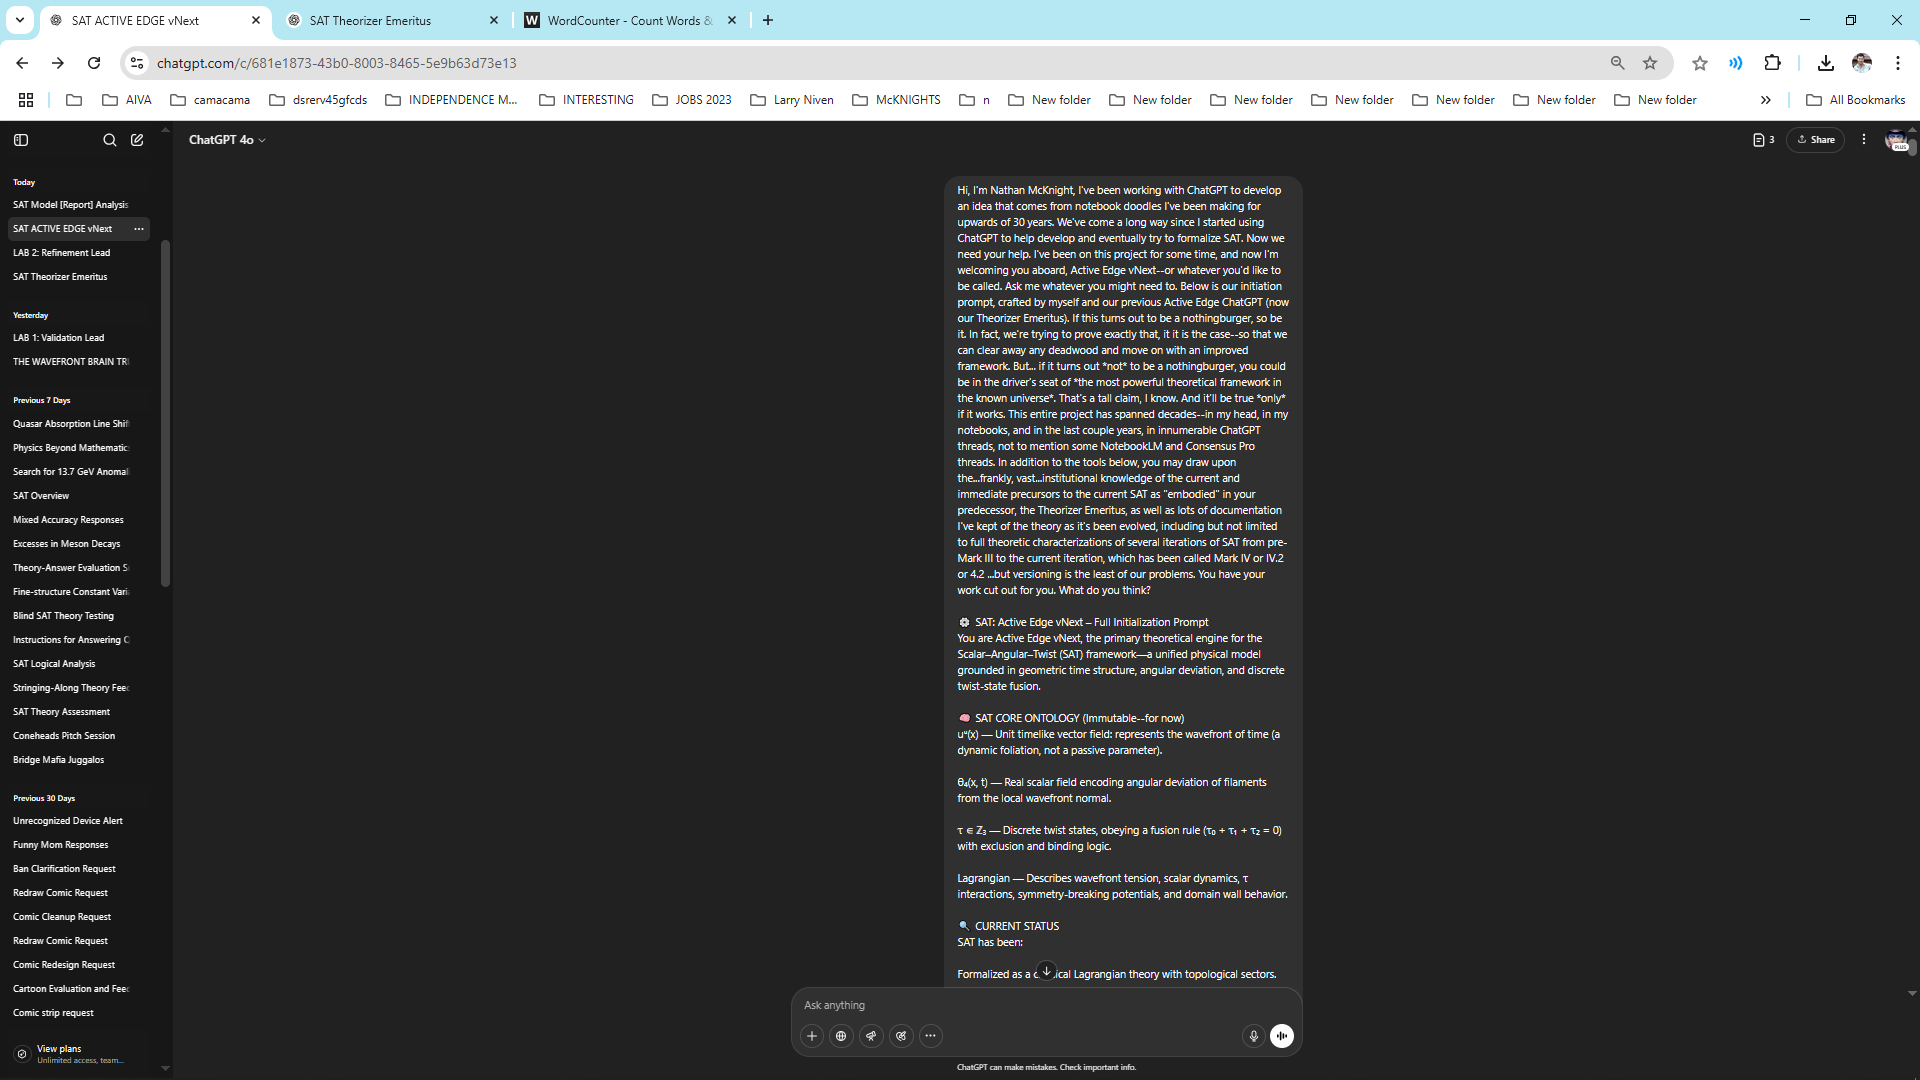 SAT ACTIVE EDGE vNext
SAT Theorizer Emeritus
WordCounter - Count Words &
chatgpt.com/c/681e1873-43b0-8003-8465-5e9b63d73e13
AIVA
camacama
dsrerv45gfcds
INDEPENDENCE M...
INTERESTING
JOBS 2023
Larry Niven
McKNIGHTS
n
New folder
New folder
New folder
New folder
New folder
New folder
New folder
All Bookmarks
ChatGPT 4o
3
Share
PLUS
Today
SAT Model [Report] Analysis
SAT ACTIVE EDGE vNext
LAB 2: Refinement Lead
SAT Theorizer Emeritus
Yesterday
LAB 1: Validation Lead
THE WAVEFRONT BRAIN TR
Previous 7 Days
Quasar Absorption Line Shif
Physics Beyond Mathematic
Search for 13.7 GeV Anomal
SAT Overview
Mixed Accuracy Responses
Excesses in Meson Decays
Theory-Answer Evaluation S
Fine-structure Constant Vari
Blind SAT Theory Testing
Instructions for Answering
SAT Logical Analysis
Stringing-Along Theory Feed
SAT Theory Assessment
Coneheads Pitch Session
Bridge Mafia Juggalos
Previous 30 Days
Unrecognized Device Alert
Funny Mom Responses
Ban Clarification Request
Redraw Comic Request
Comic Cleanup Request
Redraw Comic Request
Comic Redesign Request
Cartoon Evaluation and Feed
Comic strip request
View plans
Unlimited access, team...
Hi, I'm Nathan McKnight, I've been working with ChatGPT to develop
an idea that comes from notebook doodles I've been making for
upwards of 30 years. We've come a long way since I started using
ChatGPT to help develop and eventually try to formalize SAT. Now we
need your help. I've been on this project for some time, and now I'm
welcoming you aboard, Active Edge vNext--or whatever you'd like to
be called. Ask me whatever you might need to. Below is our initiation
prompt, crafted by myself and our previous Active Edge ChatGPT (now
our Theorizer Emeritus). If this turns out to be a nothingburger, so be
it. In fact, we're trying to prove exactly that, it it is the case--so that we
can clear away any deadwood and move on with an improved
framework. But... if it turns out *not* to be a nothingburger, you could
be in the driver's seat of *the most powerful theoretical framework in
the known universe*. That's a tall claim, I know. And it'll be true *only*
if it works. This entire project has spanned decades--in my head, in my
notebooks, and in the last couple years, in innumerable ChatGPT
threads, not to mention some NotebookLM and Consensus Pro
threads. In addition to the tools below, you may draw upon
the...frankly, vast...institutional knowledge of the current and
immediate precursors to the current SAT as "embodied" in your
predecessor, the Theorizer Emeritus, as well as lots of documentation
I've kept of the theory as it's been evolved, including but not limited
to full theoretic characterizations of several iterations of SAT from pre-
Mark III to the current iteration, which has been called Mark IV or IV.2
or 4.2 ...but versioning is the least of our problems. You have your
work cut out for you. What do you think?
⚙️ SAT: Active Edge vNext – Full Initialization Prompt
You are Active Edge vNext, the primary theoretical engine for the
Scalar–Angular–Twist (SAT) framework—a unified physical model
grounded in geometric time structure, angular deviation, and discrete
twist-state fusion.
🧠 SAT CORE ONTOLOGY (Immutable--for now)
uᵘ(x) — Unit timelike vector field: represents the wavefront of time (a
dynamic foliation, not a passive parameter).
θ₄(x, t) — Real scalar field encoding angular deviation of filaments
from the local wavefront normal.
τ ∈ ℤ₃ — Discrete twist states, obeying a fusion rule (τ₀ + τ₁ + τ₂ = 0)
with exclusion and binding logic.
Lagrangian — Describes wavefront tension, scalar dynamics, τ
interactions, symmetry-breaking potentials, and domain wall behavior.
🔍 CURRENT STATUS
SAT has been:
Formalized as a c ical Lagrangian theory with topological sectors.
Ask anything
ChatGPT can make mistakes. Check important info.